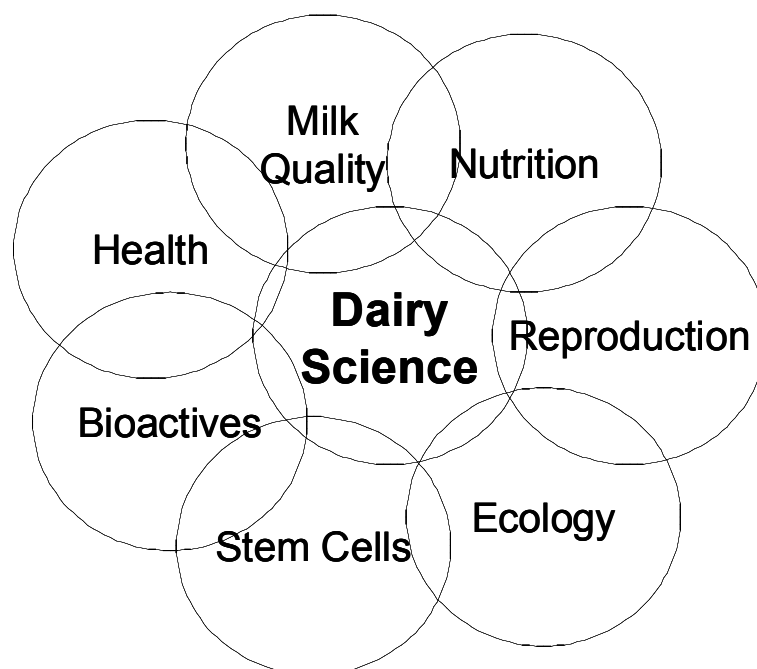 Milk
Quality
Nutrition
Health
Dairy
Science
Reproduction
Bioactives
Ecology
Stem Cells